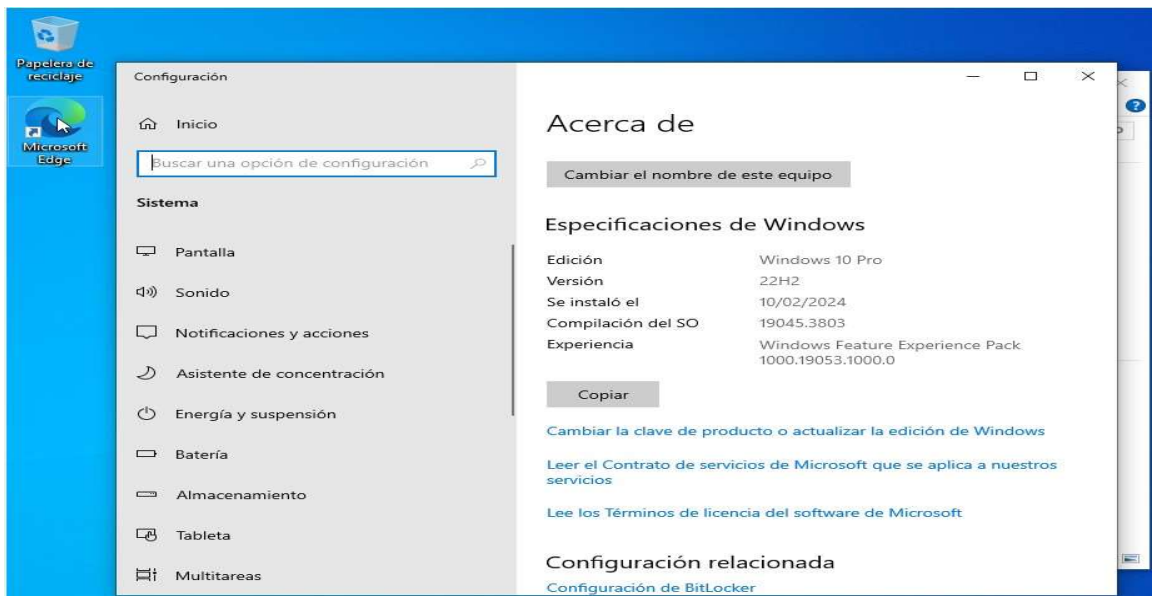 Papelera de
reciclaje
Microsoft
Edge
Configuración
Inicio
Buscar una opción de configuración
Sistema
Pantalla
Sonido
Notificaciones y acciones
Asistente de concentración
Energía y suspensión
Batería
Almacenamiento
Tableta
Multitareas
Acerca de
Cambiar el nombre de este equipo
Especificaciones de Windows
Edición Windows 10 Pro
Versión 22H2
Se instaló el 10/02/2024
Compilación del SO 19045.3803
Experiencia Windows Feature Experience Pack
1000.19053.1000.0
Copiar
Cambiar la clave de producto o actualizar la edición de Windows
Leer el Contrato de servicios de Microsoft que se aplica a nuestros
servicios
Lee los Términos de licencia del software de Microsoft
Configuración relacionada
Configuración de BitLocker